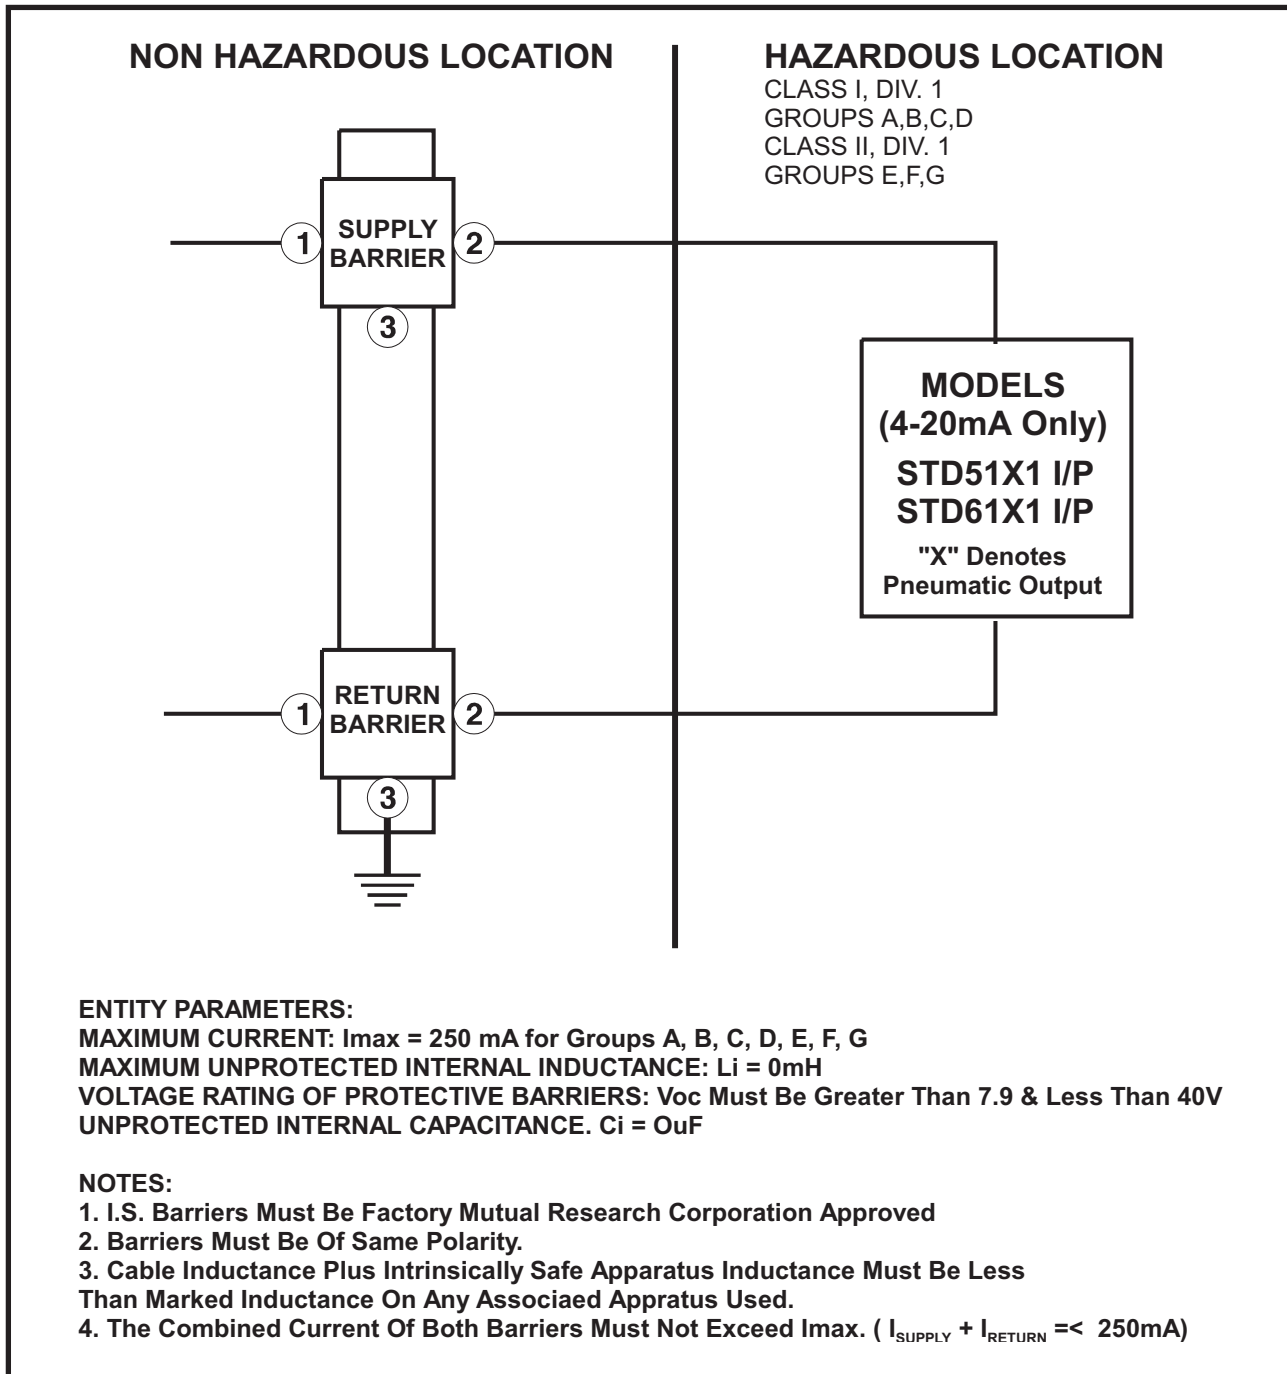 NON HAZARDOUS LOCATION
HAZARDOUS LOCATION
CLASS I, DIV. 1
GROUPS A,B,C,D
CLASS II, DIV. 1
GROUPS E,F,G
1
SUPPLY
BARRIER
2
3
MODELS
(4-20mA Only)
STD51X1 I/P
STD61X1 I/P
"X" Denotes
Pneumatic Output
1
RETURN
BARRIER
2
3
ENTITY PARAMETERS:
MAXIMUM CURRENT: Imax = 250 mA for Groups A, B, C, D, E, F, G
MAXIMUM UNPROTECTED INTERNAL INDUCTANCE: Li = 0mH
VOLTAGE RATING OF PROTECTIVE BARRIERS: Voc Must Be Greater Than 7.9 & Less Than 40V
UNPROTECTED INTERNAL CAPACITANCE. Ci = OuF
NOTES:
1. I.S. Barriers Must Be Factory Mutual Research Corporation Approved
2. Barriers Must Be Of Same Polarity.
3. Cable Inductance Plus Intrinsically Safe Apparatus Inductance Must Be Less
Than Marked Inductance On Any Associaed Appratus Used.
4. The Combined Current Of Both Barriers Must Not Exceed Imax. ( I SUPPLY + I RETURN =< 250mA)